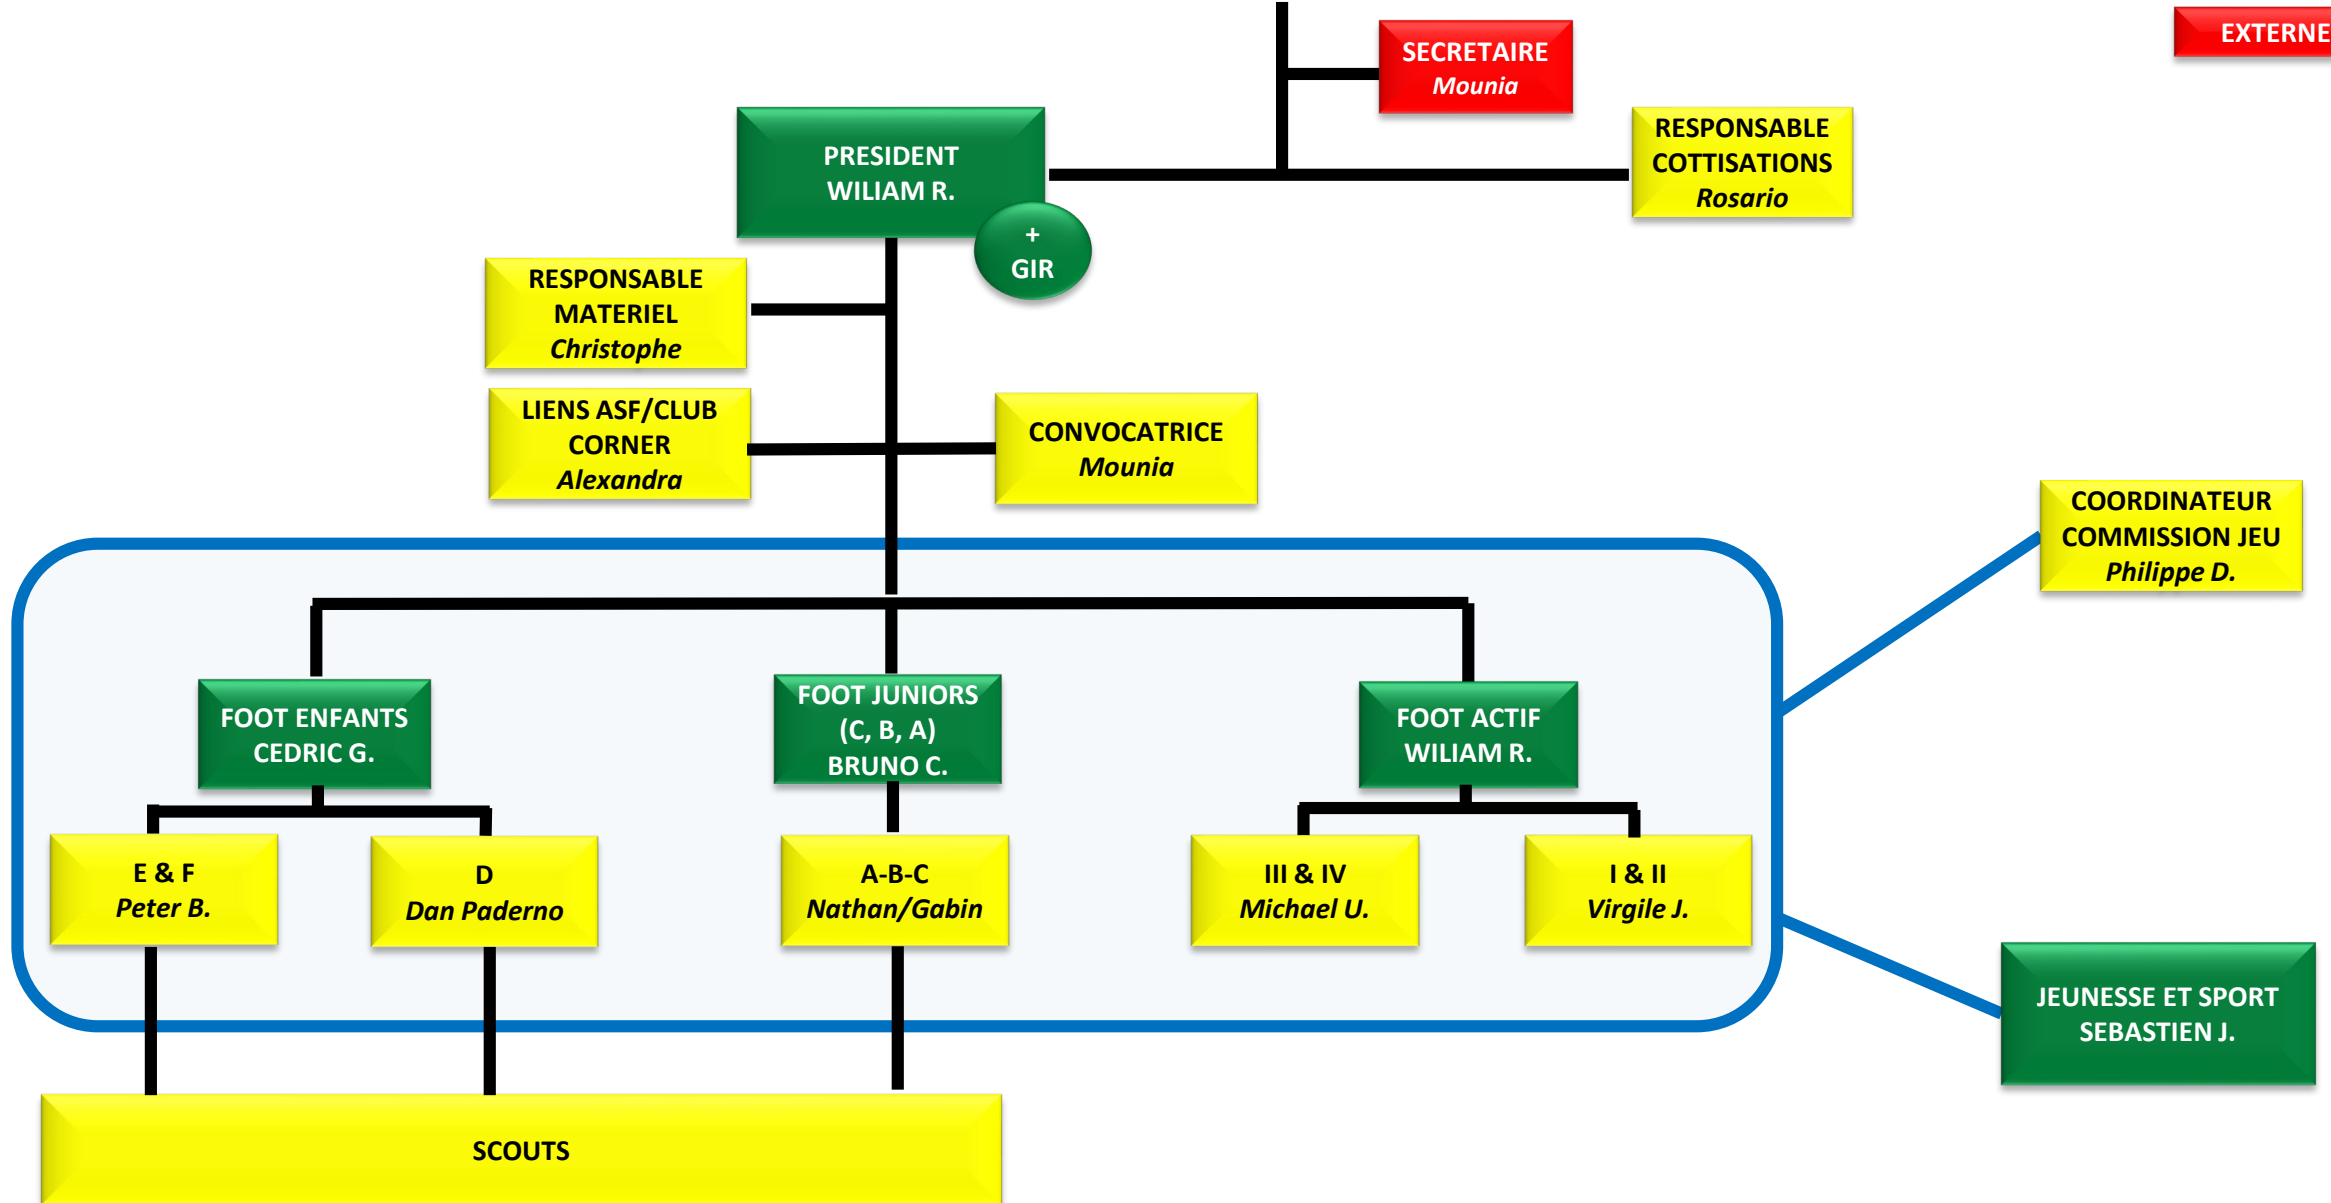 EXTERNE
SECRETAIRE
Mounia
PRESIDENT
WILIAM R.
+
GIR
RESPONSABLE
COTTISATIONS
Rosario
RESPONSABLE
MATERIEL
Christophe
LIENS ASF/CLUB
CORNER
Alexandra
CONVOCATRICE
Mounia
COORDINATEUR
COMMISSION JEU
Philippe D.
FOOT ENFANTS
CEDRIC G.
FOOT JUNIORS
(C, B, A)
BRUNO C.
FOOT ACTIF
WILIAM R.
E & F
Peter B.
D
Dan Paderno
A-B-C
Nathan/Gabin
III & IV
Michael U.
I & II
Virgile J.
JEUNESSE ET SPORT
SEBASTIEN J.
SCOUTS